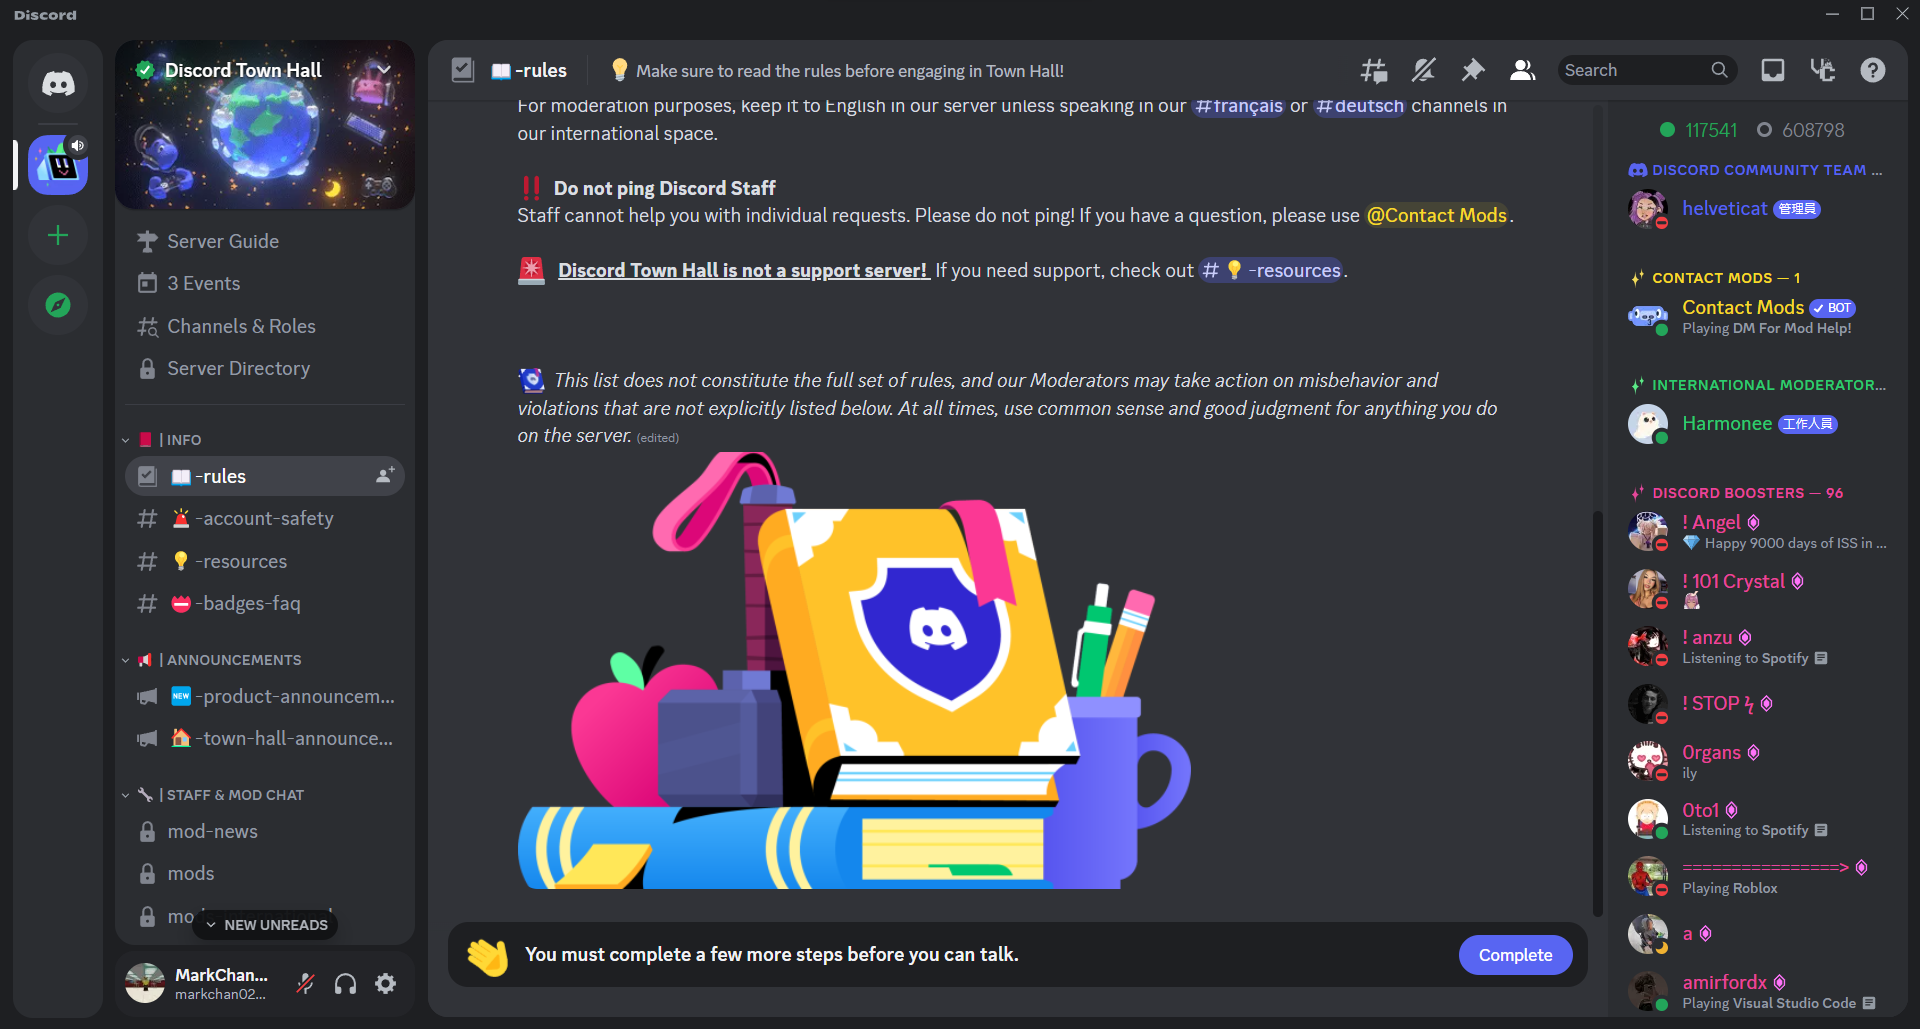 Discord
Discord Town Hall
Server Guide
3 Events
Channels & Roles
Server Directory
| INFO
-rules
-account-safety
-resources
-badges-faq
| ANNOUNCEMENTS
NEW -product-announcem...
-town-hall-announce...
| STAFF & MOD CHAT
mod-news
mods
NEW UNREADS
MarkChan...
markchan02...
-rules
Make sure to read the rules before engaging in Town Hall!
Search
For moderation purposes, keep it to English in our server unless speaking in our #français or #deutsch channels in
our international space.
‼ Do not ping Discord Staff
Staff cannot help you with individual requests. Please do not ping! If you have a question, please use @Contact Mods.
Discord Town Hall is not a support server! If you need support, check out # -resources.
This list does not constitute the full set of rules, and our Moderators may take action on misbehavior and
violations that are not explicitly listed below. At all times, use common sense and good judgment for anything you do
on the server. (edited)
You must complete a few more steps before you can talk.
Complete
117541 608798
DISCORD COMMUNITY TEAM ...
helveticat 管理員
CONTACT MODS — 1
Contact Mods ✓ BOT
Playing DM For Mod Help!
INTERNATIONAL MODERATOR...
Harmonee 工作人員
DISCORD BOOSTERS — 96
! Angel
Happy 9000 days of ISS in ...
! 101 Crystal
! anzu
Listening to Spotify
! STOP ϟ
0rgans
ily
0to1
Listening to Spotify
================>
Playing Roblox
a
amirfordx
Playing Visual Studio Code